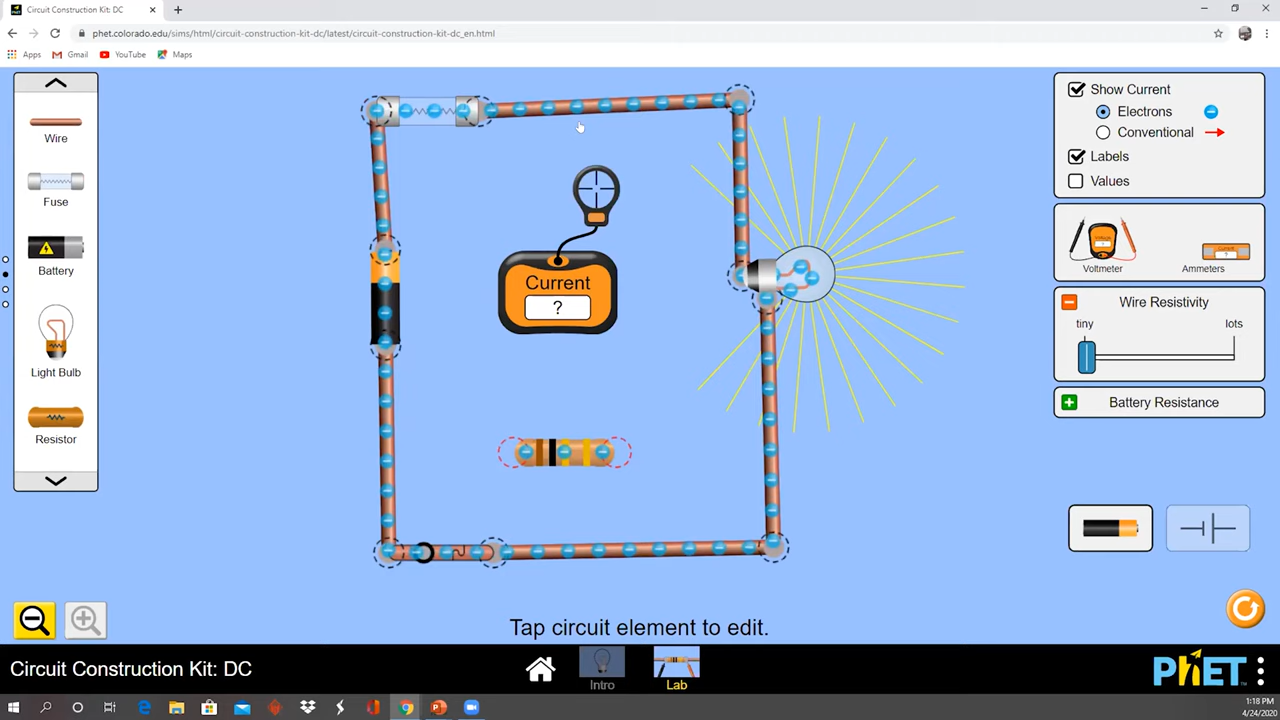 Circuit Construction Kit: DC
phet.colorado.edu/sims/html/circuit-construction-kit-dc/latest/circuit-construction-kit-dc_en.html
Apps
Gmail
YouTube
Maps
Wire
Fuse
Battery
Light Bulb
Resistor
Current
?
Show Current
Electrons
Conventional
Labels
Values
Voltmeter
Ammeters
Wire Resistivity
tiny
lots
Battery Resistance
Tap circuit element to edit.
Circuit Construction Kit: DC
Intro
Lab
PhET
1:18 PM
4/24/2020